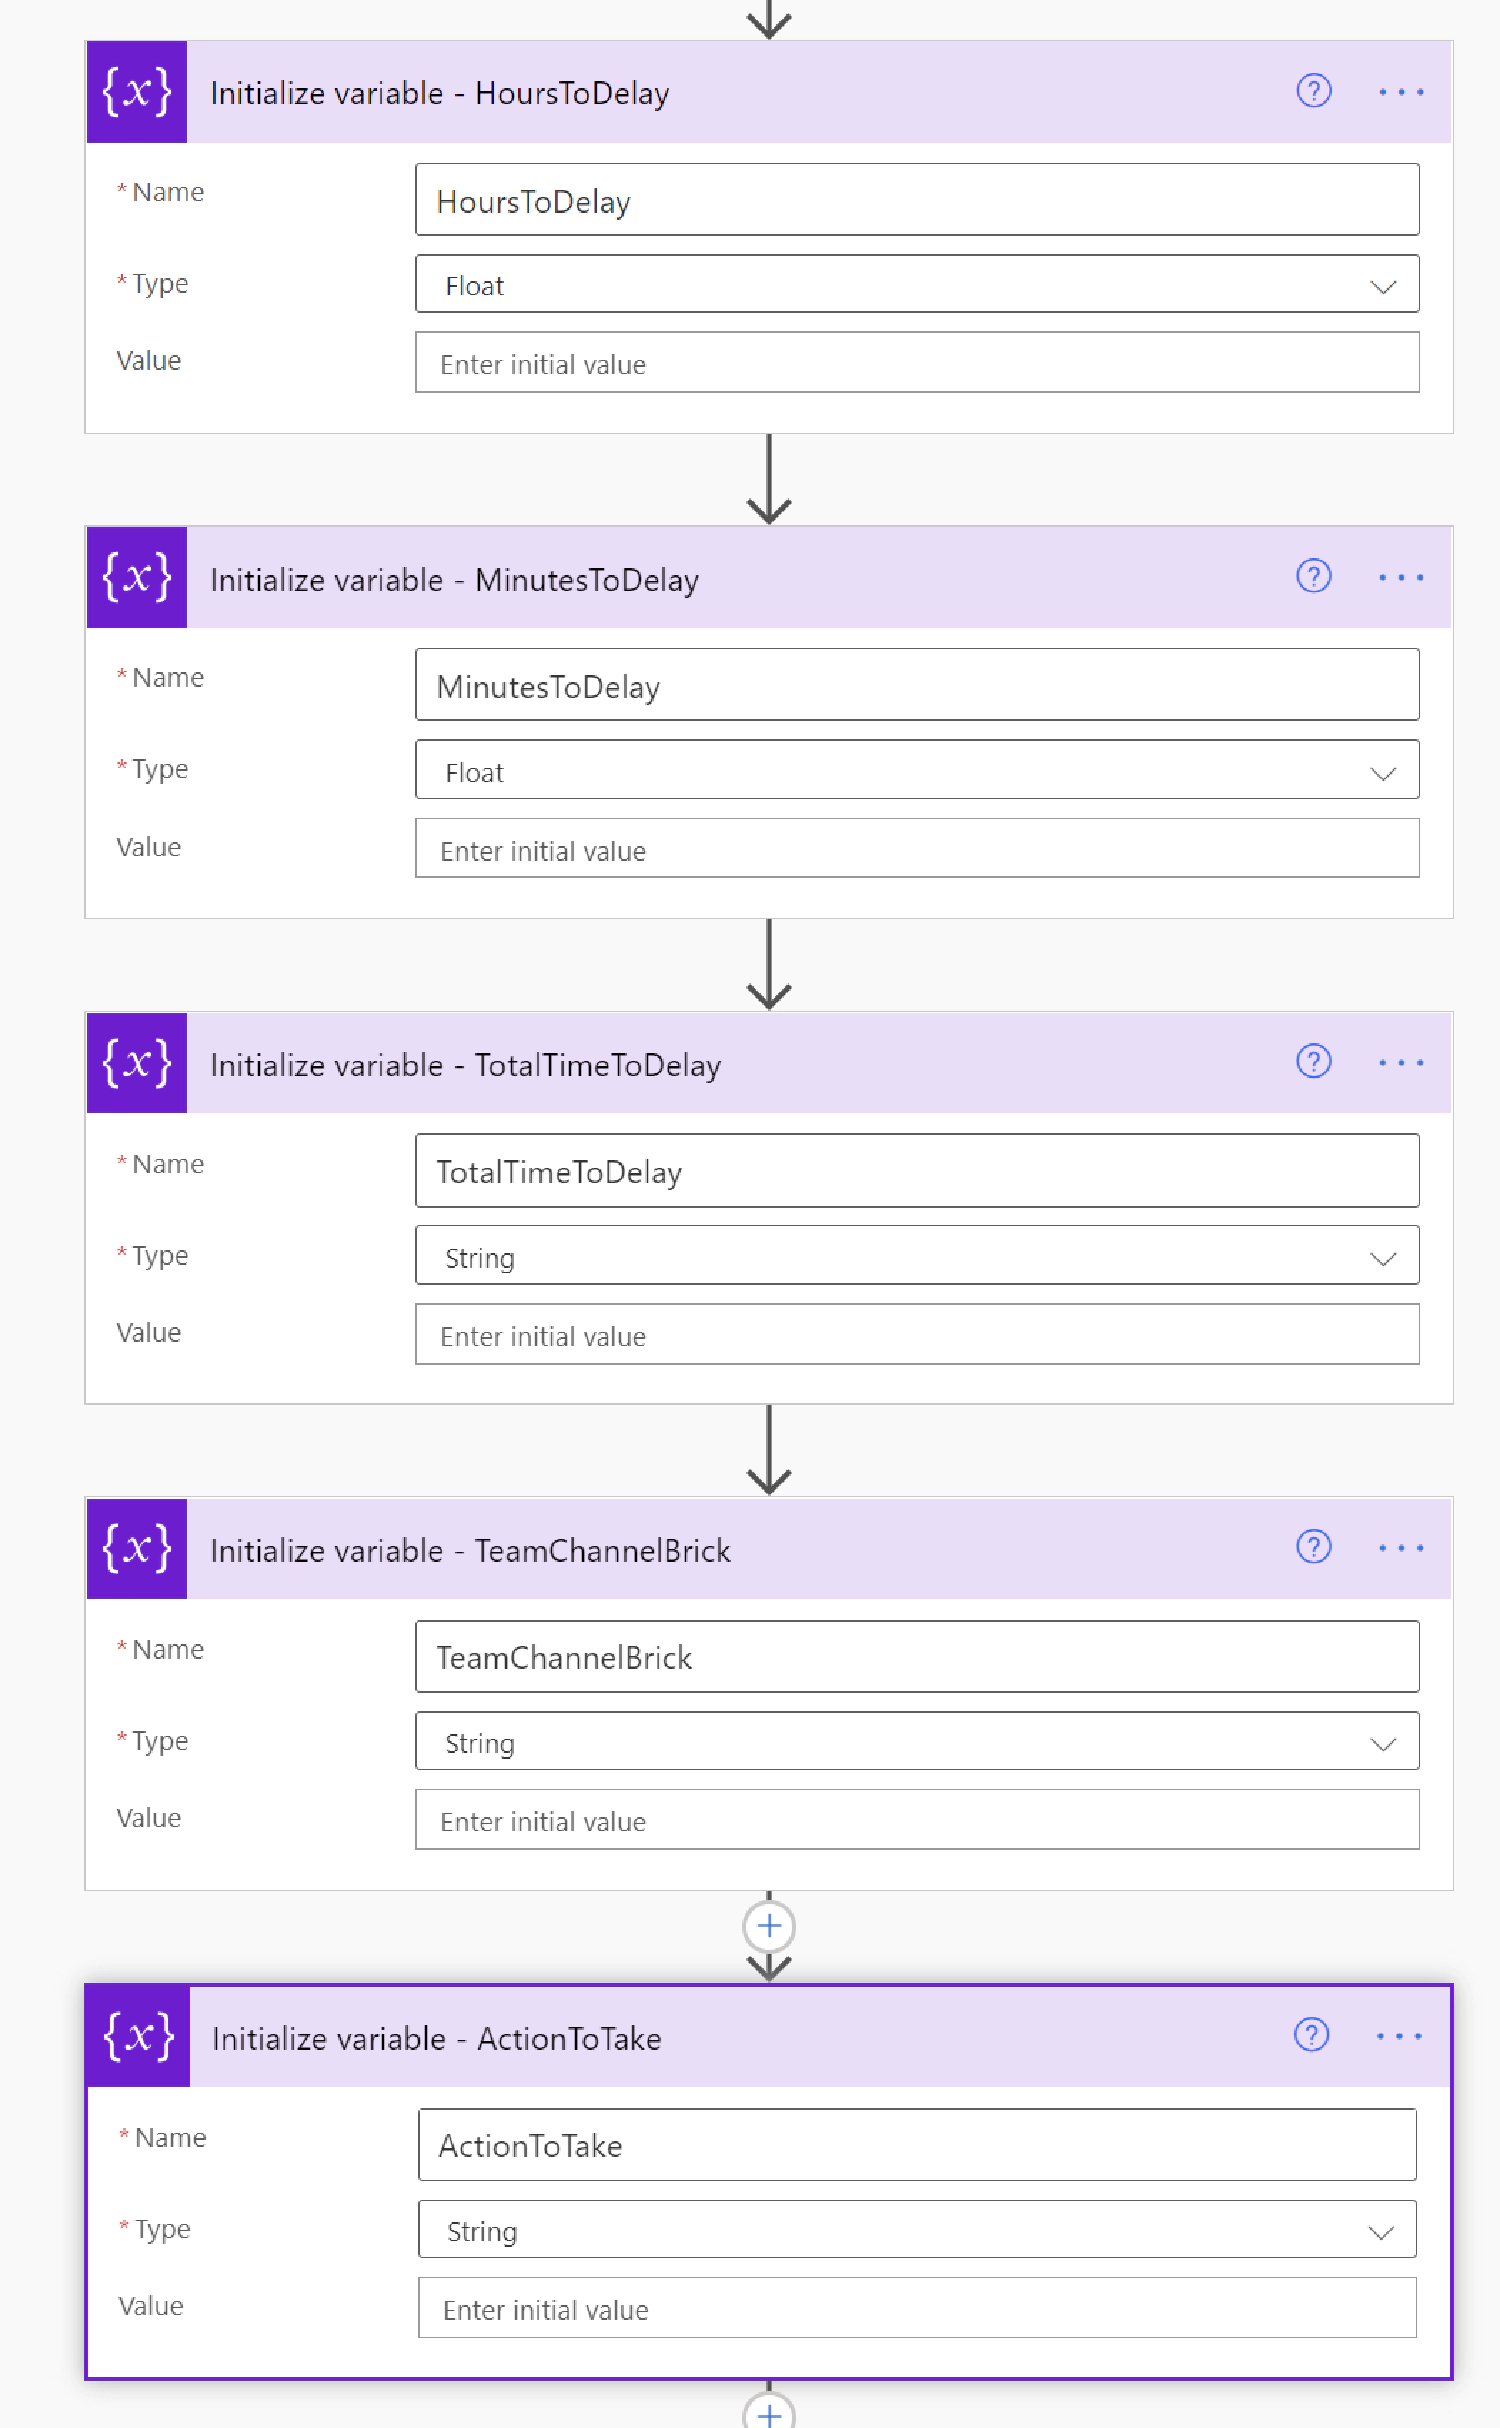 {x} Initialize variable - HoursToDelay ? ...
* Name HoursToDelay
* Type Float
Value Enter initial value
{x} Initialize variable - MinutesToDelay ? ...
* Name MinutesToDelay
* Type Float
Value Enter initial value
{x} Initialize variable - TotalTimeToDelay ? ...
* Name TotalTimeToDelay
* Type String
Value Enter initial value
{x} Initialize variable - TeamChannelBrick ? ...
* Name TeamChannelBrick
* Type String
Value Enter initial value
+
{x} Initialize variable - ActionToTake ? ...
* Name ActionToTake
* Type String
Value Enter initial value
+